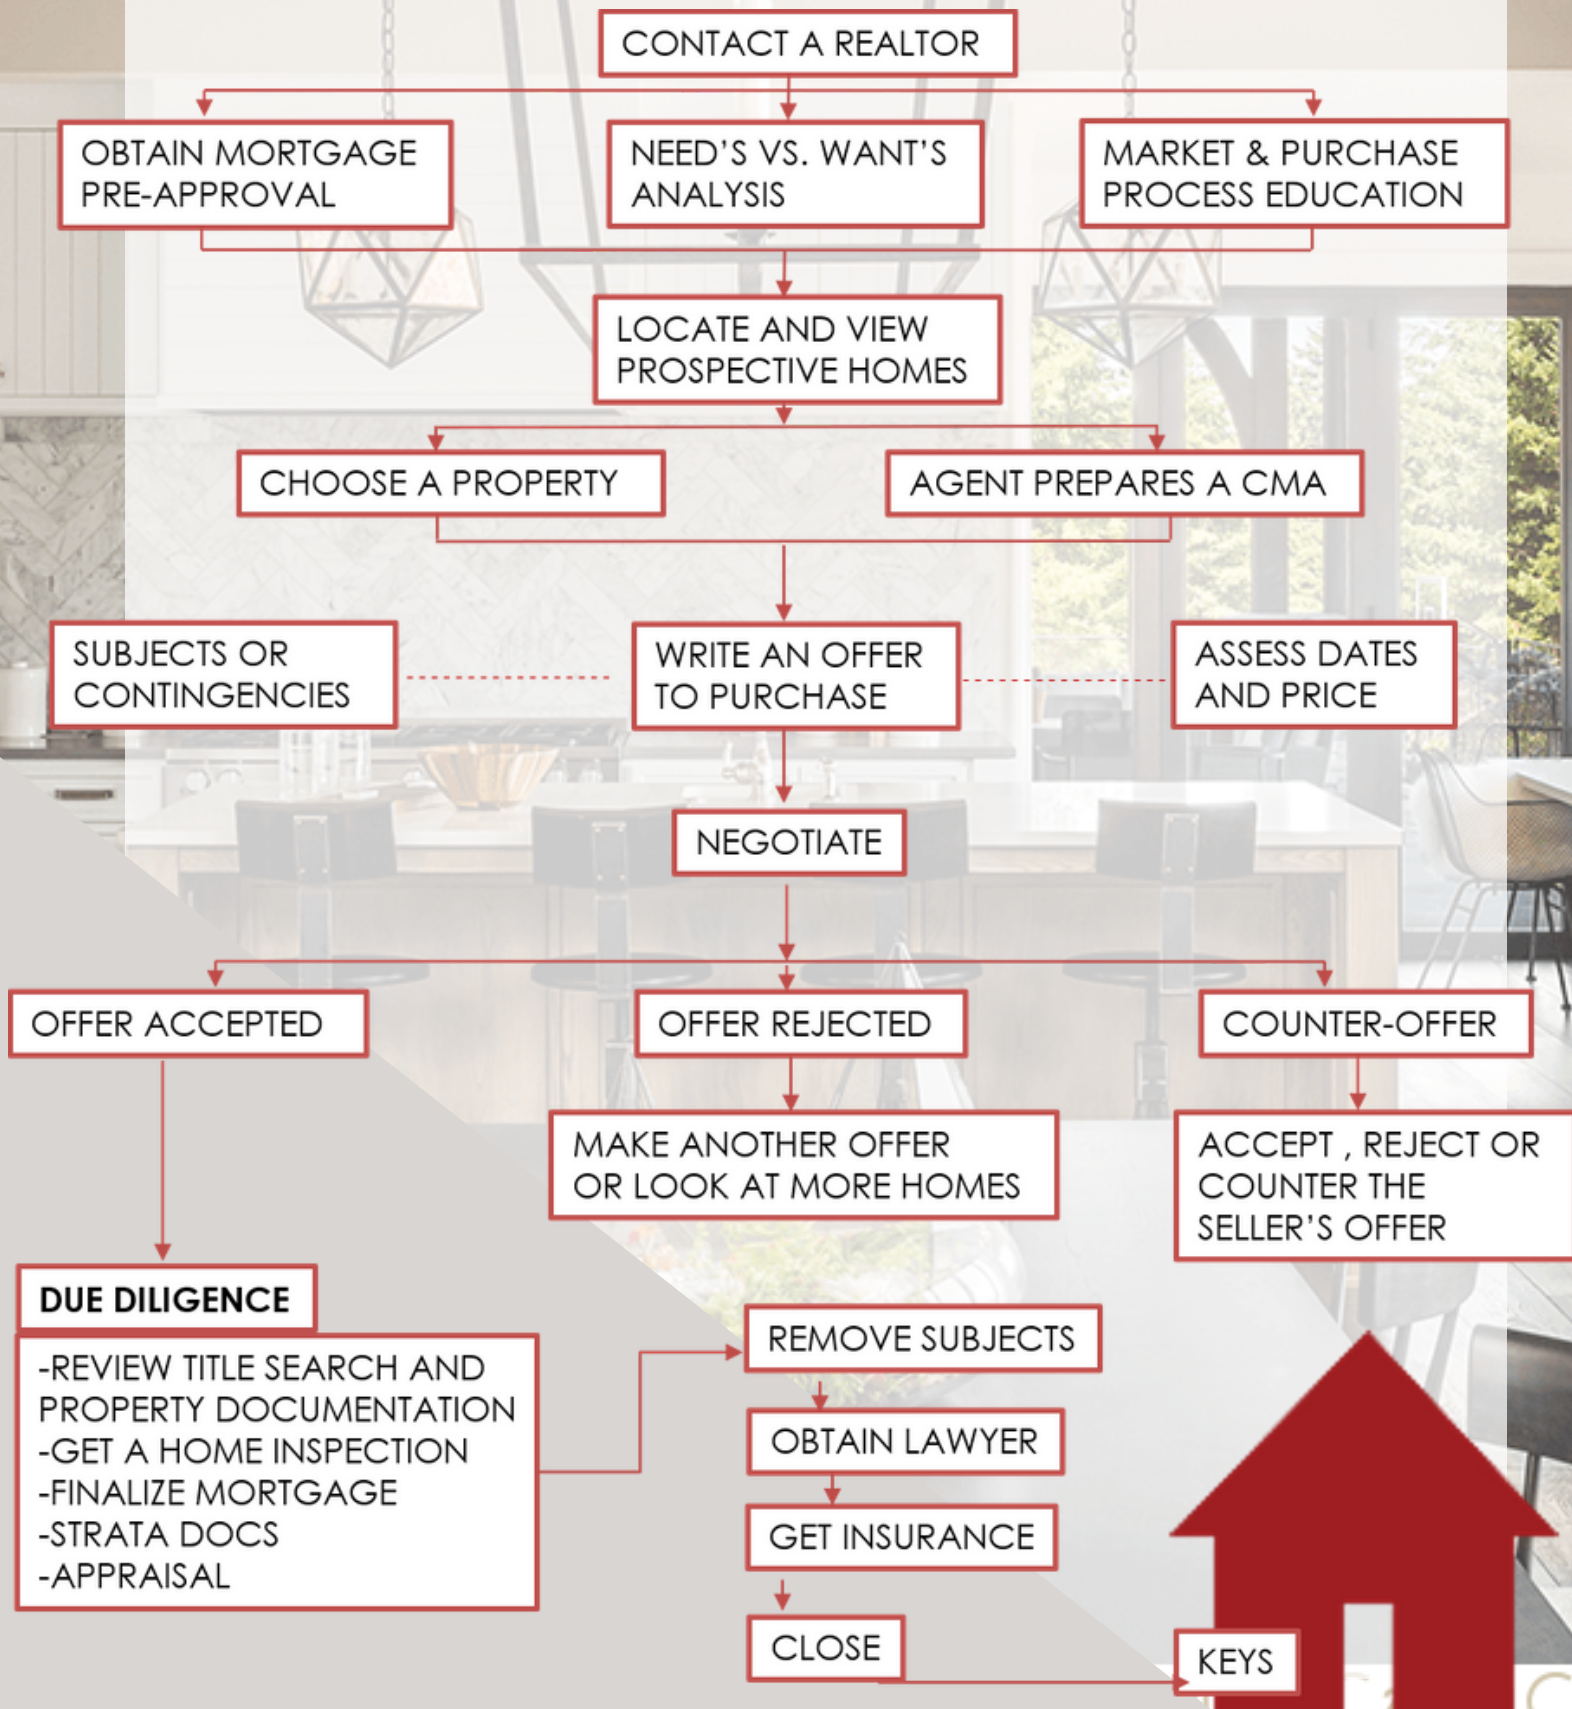 CONTACT A REALTOR
OBTAIN MORTGAGE
PRE-APPROVAL
NEED'S VS. WANT'S
ANALYSIS
MARKET & PURCHASE
PROCESS EDUCATION
LOCATE AND VIEW
PROSPECTIVE HOMES
CHOOSE A PROPERTY
AGENT PREPARES A CMA
SUBJECTS OR
CONTINGENCIES
WRITE AN OFFER
TO PURCHASE
ASSESS DATES
AND PRICE
NEGOTIATE
OFFER ACCEPTED
OFFER REJECTED
COUNTER-OFFER
MAKE ANOTHER OFFER
OR LOOK AT MORE HOMES
ACCEPT , REJECT OR
COUNTER THE
SELLER'S OFFER
DUE DILIGENCE
-REVIEW TITLE SEARCH AND
PROPERTY DOCUMENTATION
-GET A HOME INSPECTION
-FINALIZE MORTGAGE
-STRATA DOCS
-APPRAISAL
REMOVE SUBJECTS
OBTAIN LAWYER
GET INSURANCE
CLOSE
KEYS